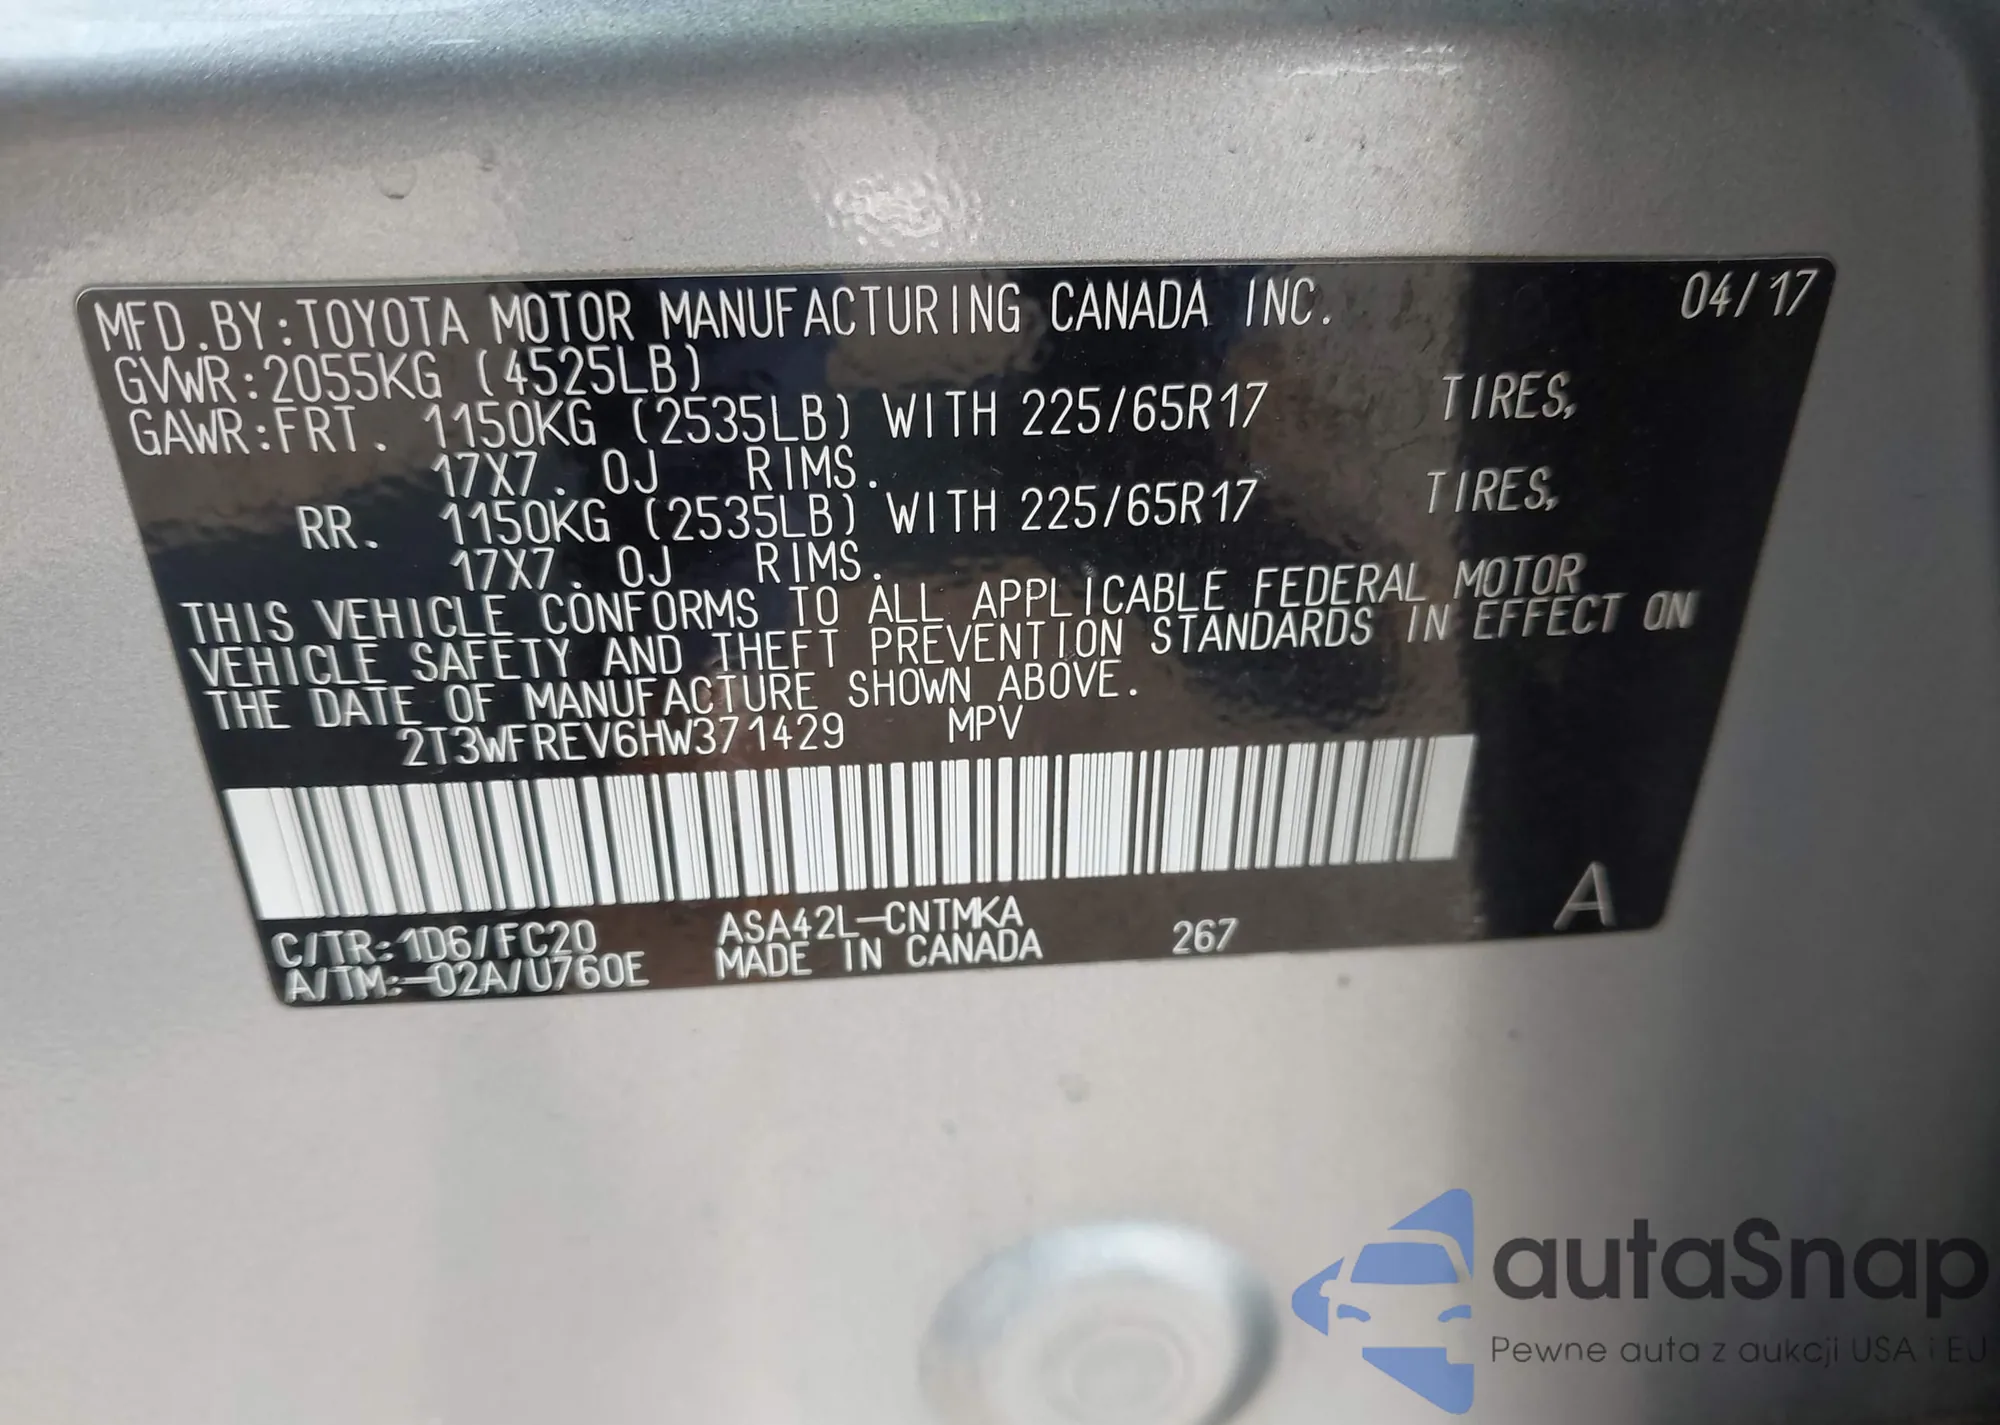 MFD.BY:TOYOTA MOTOR MANUFACTURING CANADA INC. 04/17
GVWR:2055KG (4525LB)
GAWR:FRT. 1150KG (2535LB) WITH 225/65R17 TIRES,
17X7.0J RIMS.
RR. 1150KG (2535LB) WITH 225/65R17 TIRES,
17X7.0J RIMS.
THIS VEHICLE CONFORMS TO ALL APPLICABLE FEDERAL MOTOR
VEHICLE SAFETY AND THEFT PREVENTION STANDARDS IN EFFECT ON
THE DATE OF MANUFACTURE SHOWN ABOVE.
2T3WFREV6HW371429 MPV
C/TR:1D6/FC20 ASA42L-CNTMKA 267 A
A/TM:-02A/U760E MADE IN CANADA
autaSnap
Pewne auta z aukcji USA i EU